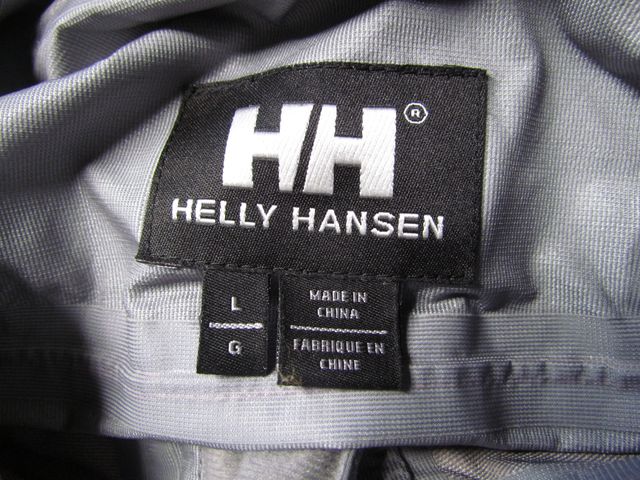 HH®
HELLY HANSEN
L
G
MADE IN
CHINA
FABRIQUE EN
CHINE